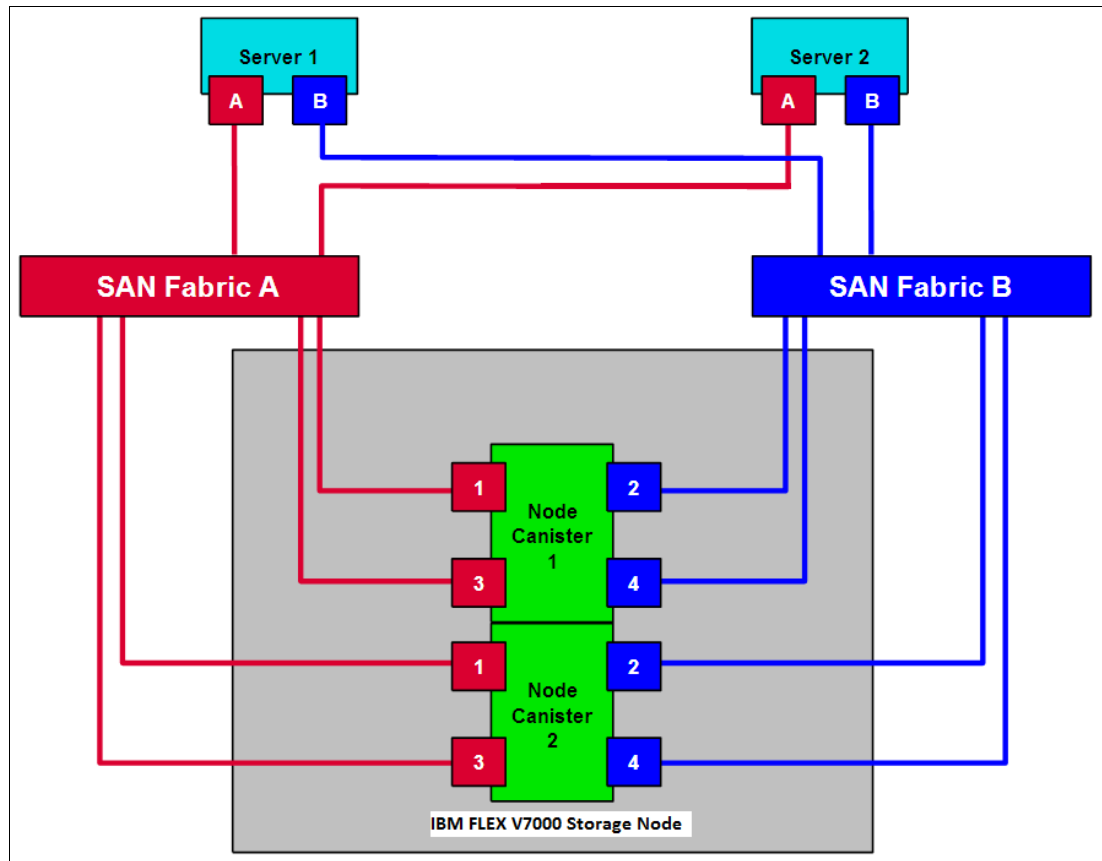 Server 1
Server 2
A
B
A
B
SAN Fabric A
SAN Fabric B
1
2
Node
Canister
1
3
4
1
2
Node
Canister
2
3
4
IBM FLEX V7000 Storage Node